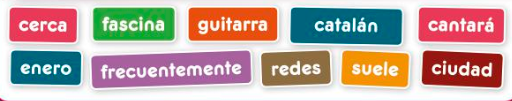 cerca fascina guitarra catalán cantará
enero frecuentemente redes suele ciudad